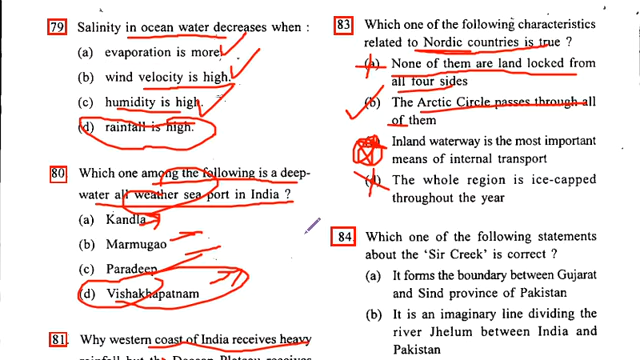 79 Salinity in ocean water decreases when :
(a) evaporation is more
(b) wind velocity is high.
(c) humidity is high.
(d) rainfall is high.
80 Which one among the following is a deep-
water all weather sea port in India ?
(a) Kandla
(b) Marmugao
(c) Paradeep
(d) Vishakhapatnam
81. Why western coast of India receives heavy
rainfall but the Deccan Plateau receives
83 Which one of the following characteristics
related to Nordic countries is true ?
(a) None of them are land locked from
all four sides
(b) The Arctic Circle passes through all
of them
Inland waterway is the most important
means of internal transport
(d) The whole region is ice-capped
throughout the year
84. Which one of the following statements
about the 'Sir Creek' is correct ?
(a) It forms the boundary between Gujarat
and Sind province of Pakistan
(b) It is an imaginary line dividing the
river Jhelum between India and
Pakistan